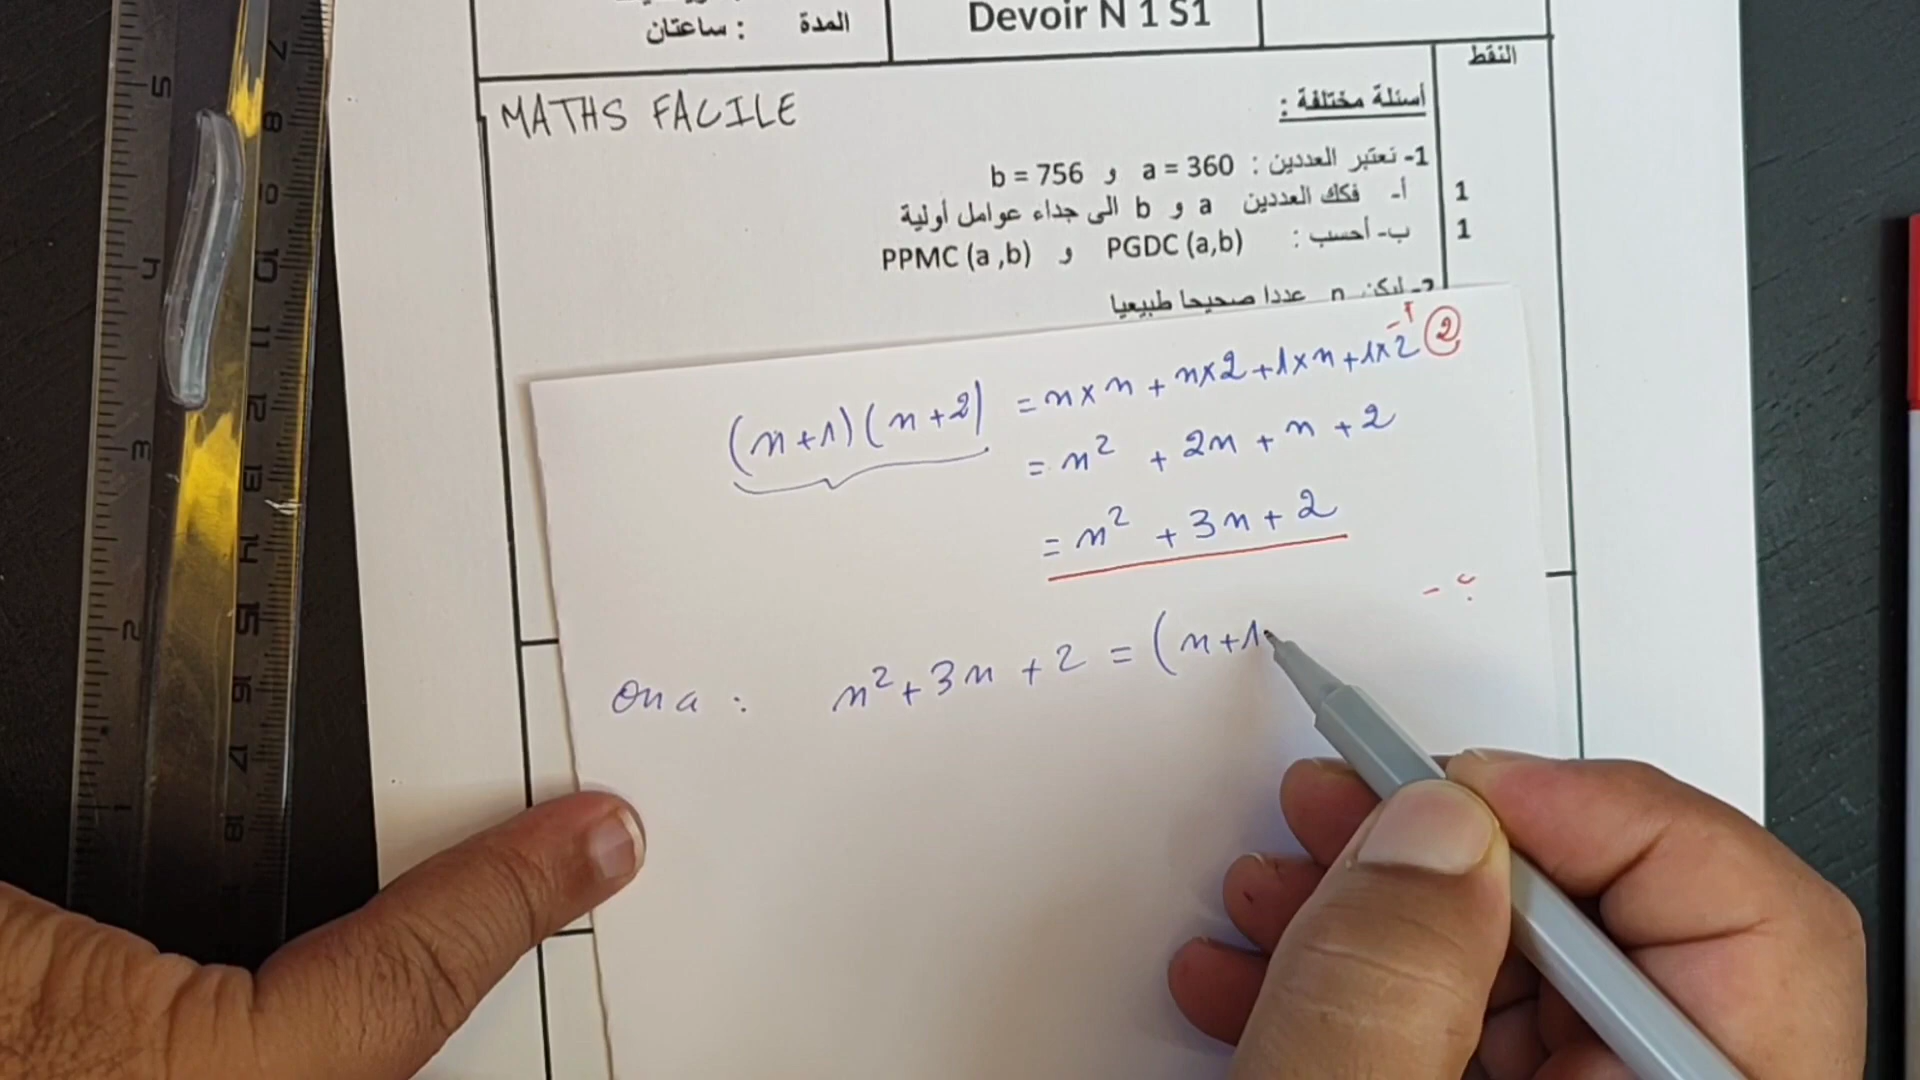 المدة : ساعتان
Devoir N 1 S1
النقط
MATHS FACILE
أسئلة مختلفة :
1- نعتبر العددين : a = 360 و b = 756
أ- فكك العددين a و b الى جداء عوامل أولية 1
ب- أحسب : PGDC (a,b) و PPMC (a ,b) 1
2- ليكن n عددا صحيحا طبيعيا
② أ-
(n+1)(n+2) = n×n + n×2 + 1×n + 1×2
= n² + 2n + n + 2
= n² + 3n + 2
ب-
On a : n² + 3n + 2 = (n+1